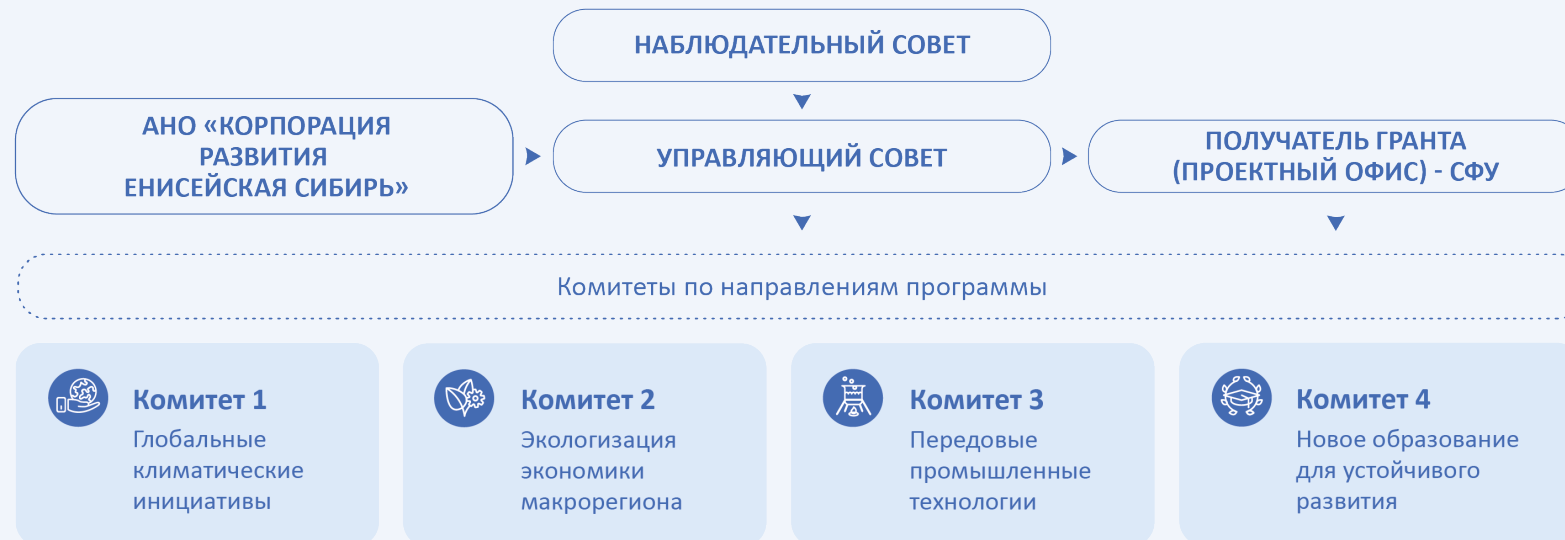 НАБЛЮДАТЕЛЬНЫЙ СОВЕТ
АНО «КОРПОРАЦИЯ
РАЗВИТИЯ
ЕНИСЕЙСКАЯ СИБИРЬ»
УПРАВЛЯЮЩИЙ СОВЕТ
ПОЛУЧАТЕЛЬ ГРАНТА
(ПРОЕКТНЫЙ ОФИС) - СФУ
Комитеты по направлениям программы
Комитет 1
Глобальные
климатические
инициативы
Комитет 2
Экологизация
экономики
макрорегиона
Комитет 3
Передовые
промышленные
технологии
Комитет 4
Новое образование
для устойчивого
развития